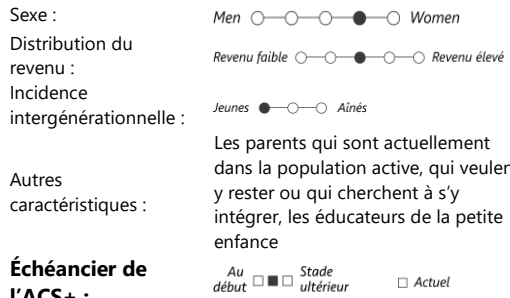 Sexe :
Men Women
Distribution du
revenu :
Revenu faible Revenu élevé
Incidence
intergénérationnelle :
Jeunes Aînés
Autres
caractéristiques :
Les parents qui sont actuellement
dans la population active, qui
y rester ou qui cherchent à s'y
intégrer, les éducateurs de la petite
enfance
Échéancier de
l'ACS+ :
Au
début
Stade
ultérieur
Actuel